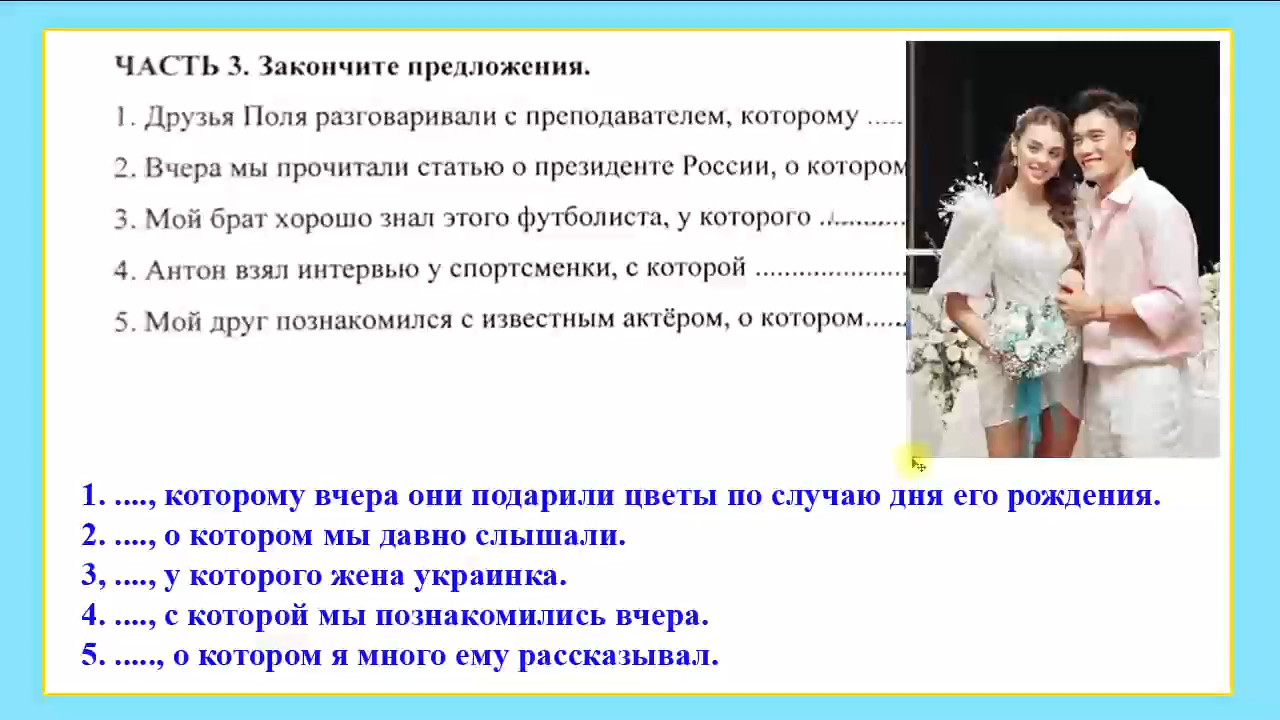 ЧАСТЬ 3. Закончите предложения.
1. Друзья Поля разговаривали с преподавателем, которому .....
2. Вчера мы прочитали статью о президенте России, о котором
3. Мой брат хорошо знал этого футболиста, у которого ............
4. Антон взял интервью у спортсменки, с которой .....................
5. Мой друг познакомился с известным актёром, о котором......
1. ...., которому вчера они подарили цветы по случаю дня его рождения.
2. ...., о котором мы давно слышали.
3, ...., у которого жена украинка.
4. ...., с которой мы познакомились вчера.
5. ....., о котором я много ему рассказывал.